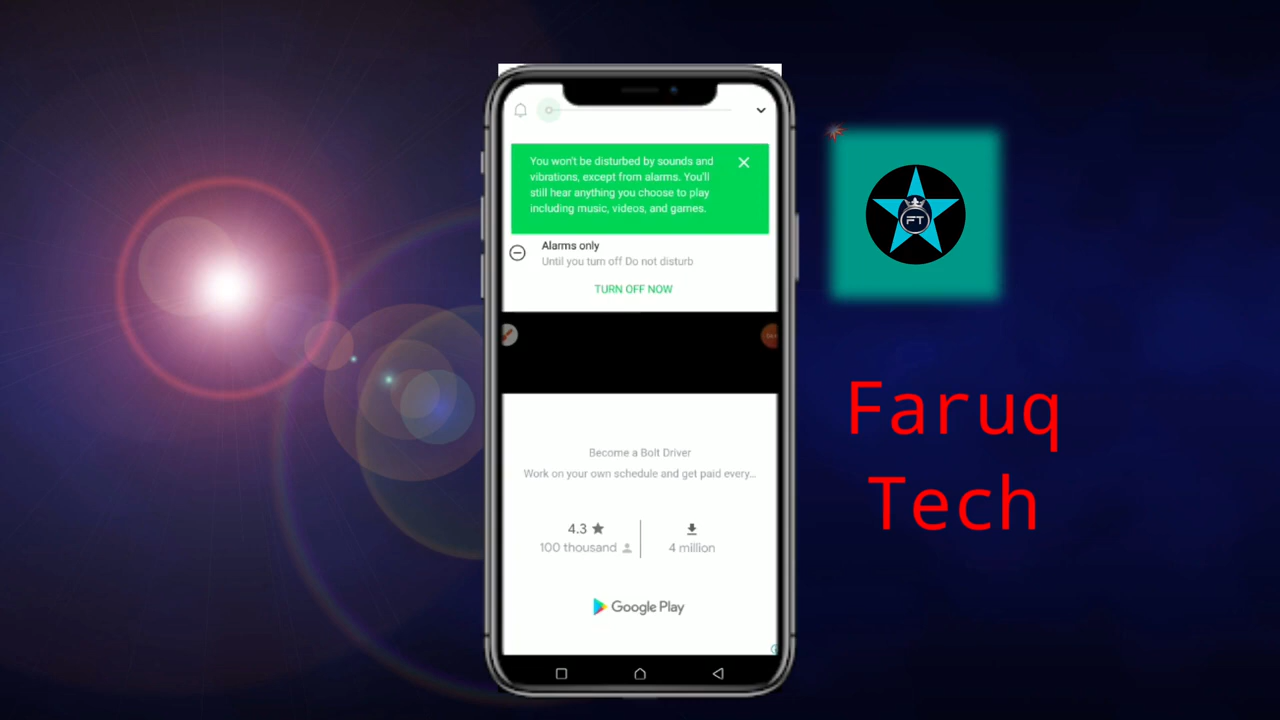 You won't be disturbed by sounds and
vibrations, except from alarms. You'll
still hear anything you choose to play
including music, videos, and games.
Alarms only
Until you turn off Do not disturb
TURN OFF NOW
Become a Bolt Driver
Work on your own schedule and get paid every...
4.3
100 thousand
4 million
Google Play
FT
Faruq
Tech